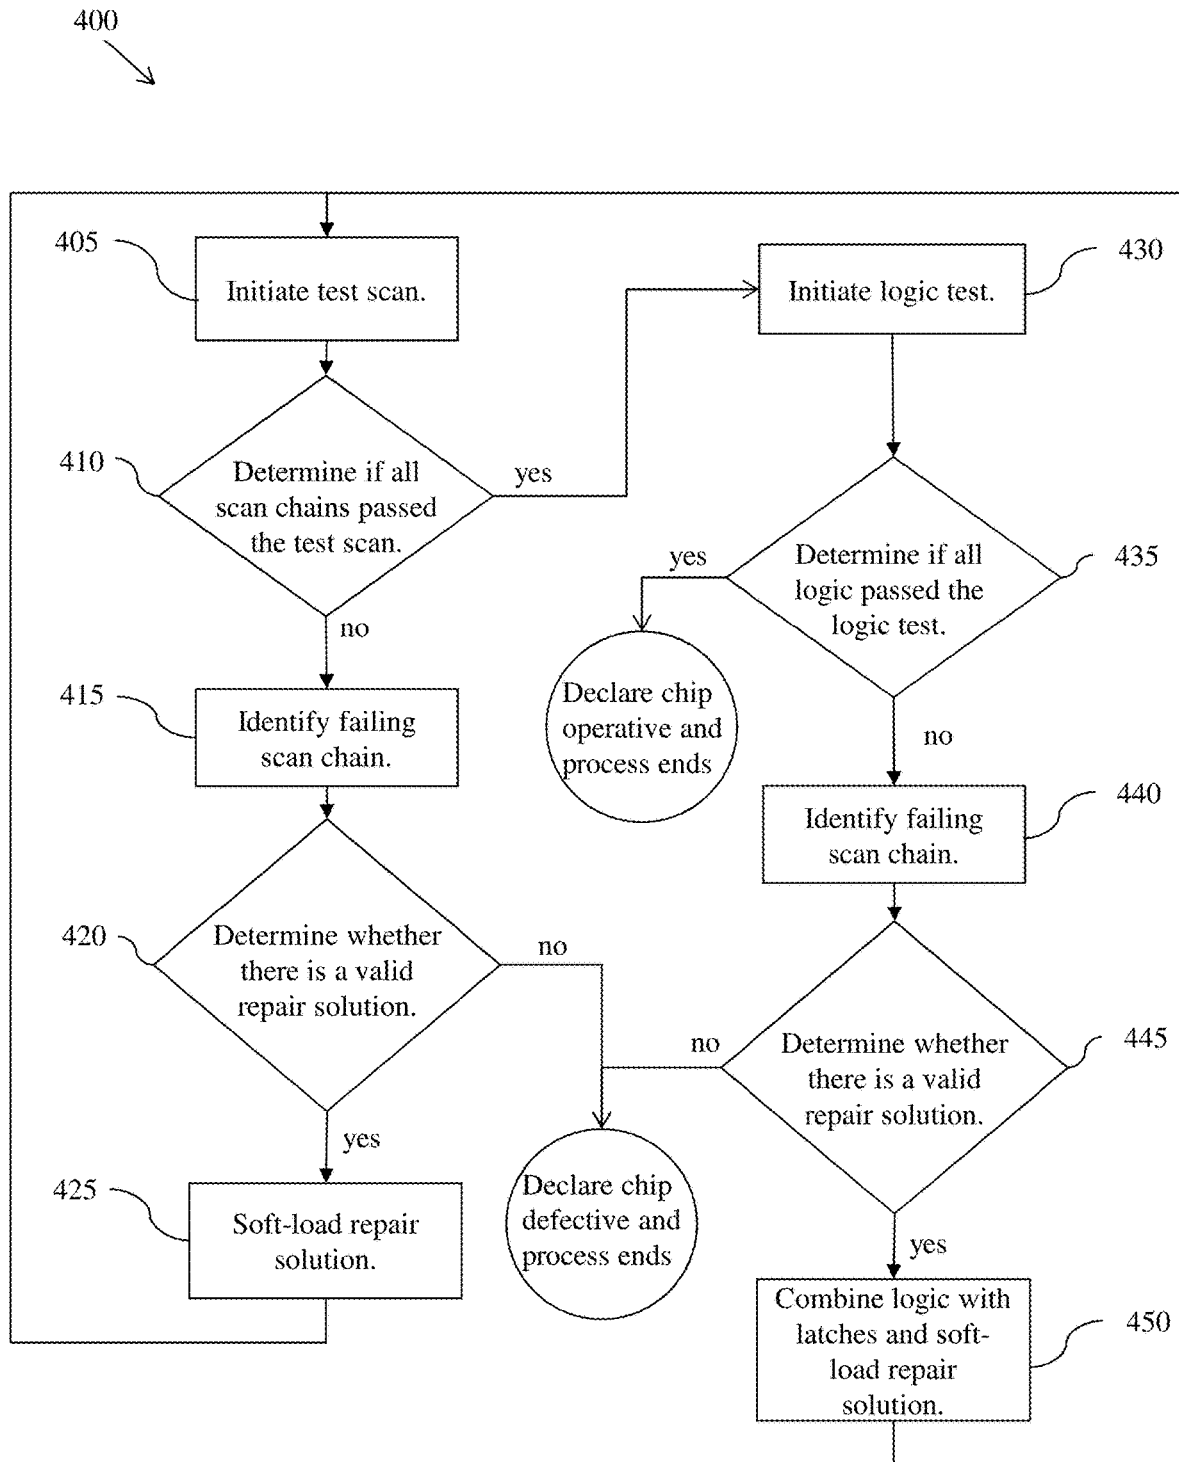 400
405
Initiate test scan.
430
Initiate logic test.
410
Determine if all
scan chains passed
the test scan.
yes
no
435
Determine if all
logic passed the
logic test.
yes
no
Declare chip
operative and
process ends
415
Identify failing
scan chain.
440
Identify failing
scan chain.
420
Determine whether
there is a valid
repair solution.
no
yes
445
Determine whether
there is a valid
repair solution.
no
yes
425
Soft-load repair
solution.
Declare chip
defective and
process ends
450
Combine logic with
latches and soft-
load repair
solution.